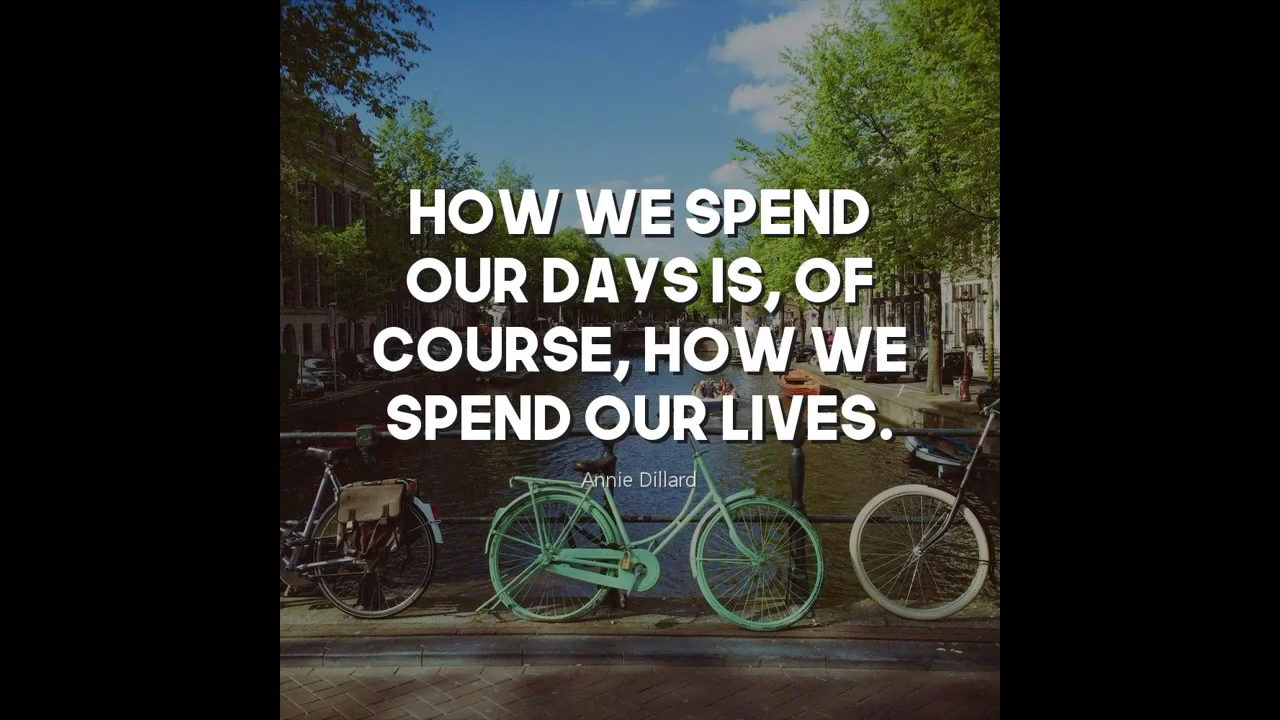 HOW WE SPEND
OUR DAYS IS, OF
COURSE, HOW WE
SPEND OUR LIVES.
Annie Dillard